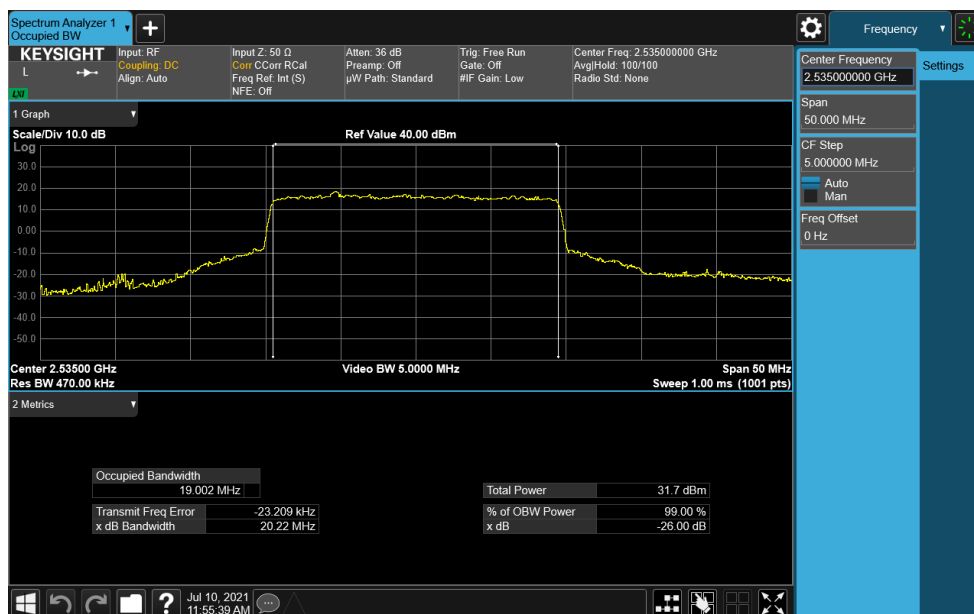 Spectrum Analyzer 1
Occupied BW
Frequency
KEYSIGHT
L
LNI
Input: RF
Coupling: DC
Align: Auto
Input Z: 50 Ω
Corr CCorr RCal
Freq Ref: Int (S)
NFE: Off
Atten: 36 dB
Preamp: Off
µW Path: Standard
Trig: Free Run
Gate: Off
#IF Gain: Low
Center Freq: 2.535000000 GHz
Avg|Hold: 100/100
Radio Std: None
Center Frequency
2.535000000 GHz
Settings
Span
50.000 MHz
CF Step
5.000000 MHz
Auto
Man
Freq Offset
0 Hz
1 Graph
Scale/Div 10.0 dB
Ref Value 40.00 dBm
Log
30.0
20.0
10.0
0.00
-10.0
-20.0
-30.0
-40.0
-50.0
Center 2.53500 GHz
Video BW 5.0000 MHz
Span 50 MHz
Res BW 470.00 kHz
Sweep 1.00 ms (1001 pts)
2 Metrics
Occupied Bandwidth
19.002 MHz
Total Power 31.7 dBm
Transmit Freq Error -23.209 kHz
% of OBW Power 99.00 %
x dB Bandwidth 20.22 MHz
x dB -26.00 dB
Jul 10, 2021
11:55:39 AM